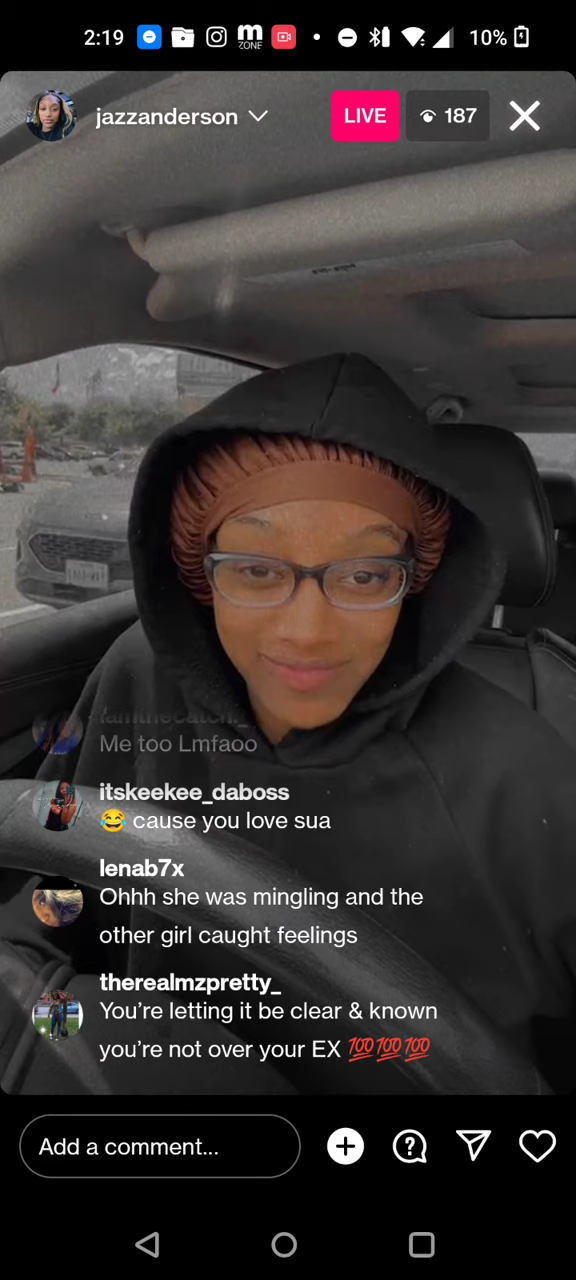 2:19
m
ZONE
10%
jazzanderson
LIVE
187
iamthecatch._
Me too Lmfaoo
itskeekee_daboss
😂 cause you love sua
lenab7x
Ohhh she was mingling and the
other girl caught feelings
therealmzpretty_
You’re letting it be clear & known
you’re not over your EX 💯💯💯
Add a comment...